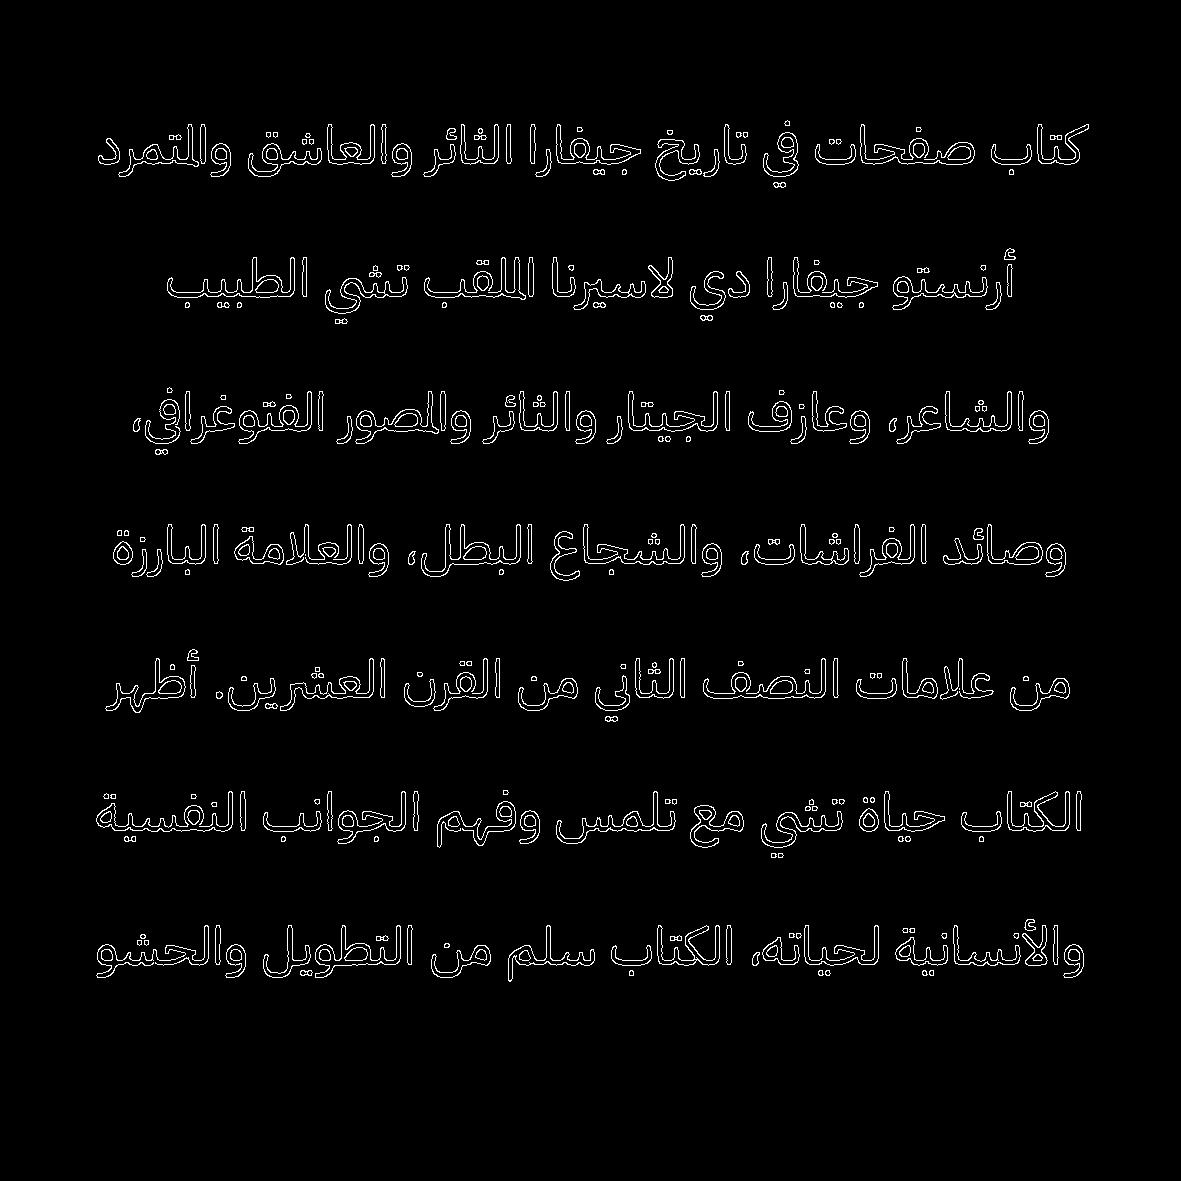 كتاب صفحات في تاريخ جيفارا الثائر والعاشق والمتمرد
أرنستو جيفارا دي لاسيرنا الملقب تشي الطبيب
والشاعر، وعازف الجيتار والثائر والمصور الفتوغرافي،
وصائد الفراشات، والشجاع البطل، والعلامة البارزة
من علامات النصف الثاني من القرن العشرين. أظهر
الكتاب حياة تشي مع تلمس وفهم الجوانب النفسية
والأنسانية لحياته، الكتاب سلم من التطويل والحشو